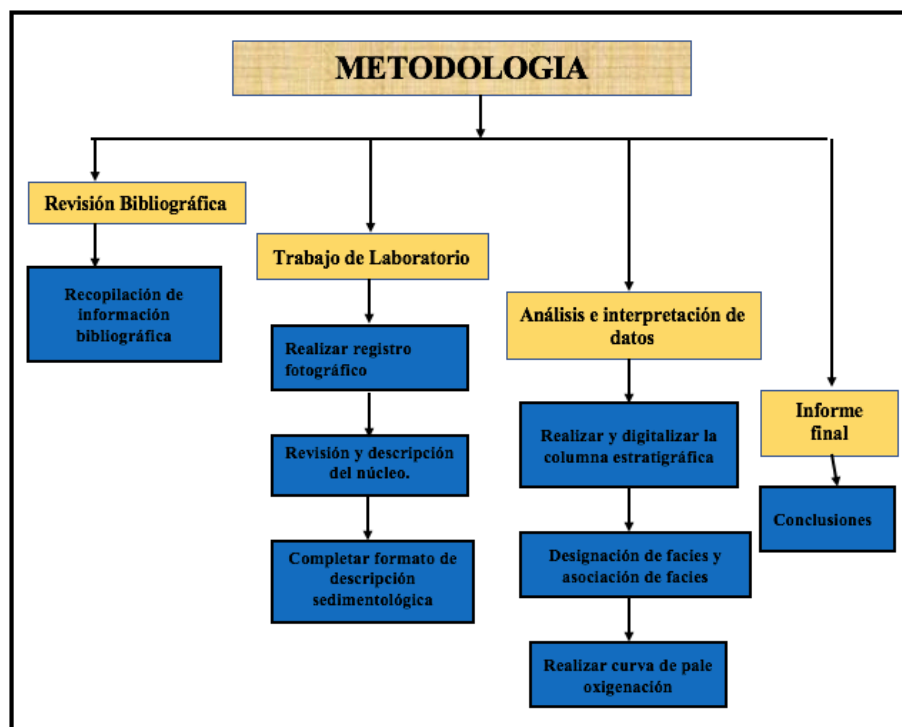 METODOLOGIA
Revisión Bibliográfica
Recopilación de
información
bibliográfica
Trabajo de Laboratorio
Realizar registro
fotográfico
Revisión y descripción
del núcleo.
Completar formato de
descripción
sedimentológica
Análisis e interpretación de
datos
Realizar y digitalizar la
columna estratigráfica
Designación de facies y
asociación de facies
Realizar curva de pale
oxigenación
Informe
final
Conclusiones